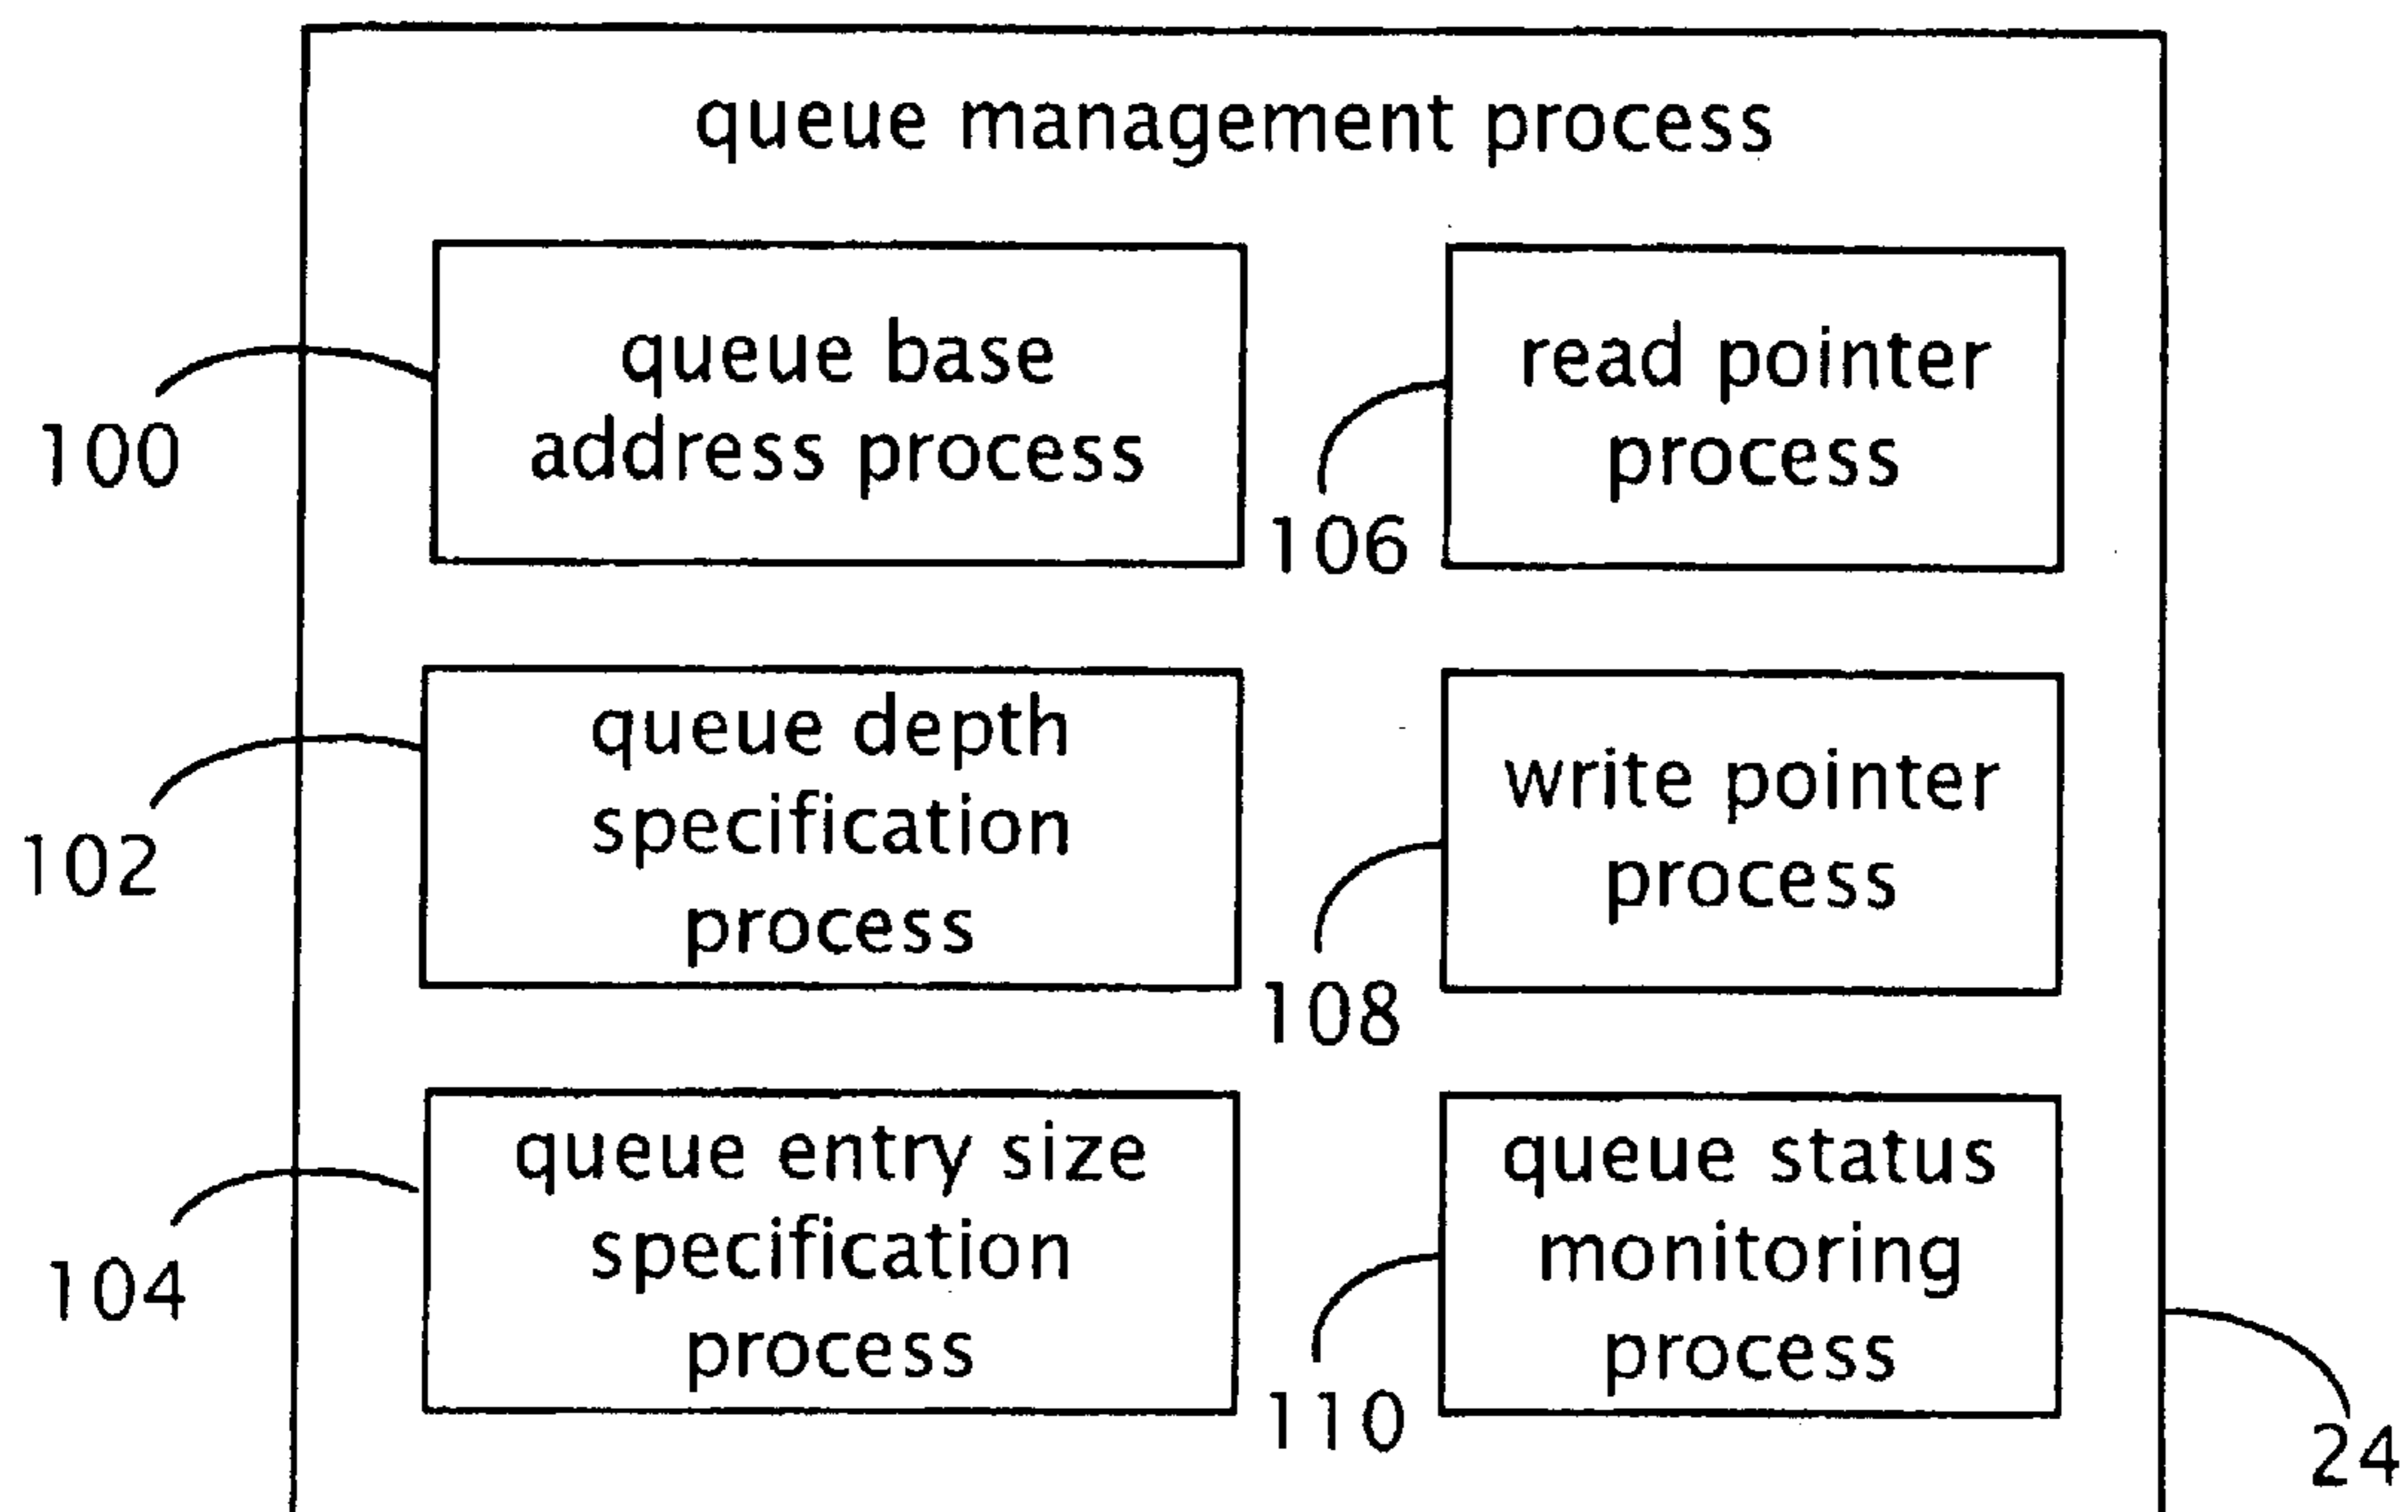 queue management process
queue base
address process
100
read pointer
process
106
queue depth
specification
process
102
write pointer
process
108
queue entry size
specification
process
104
queue status
monitoring
process
110
24